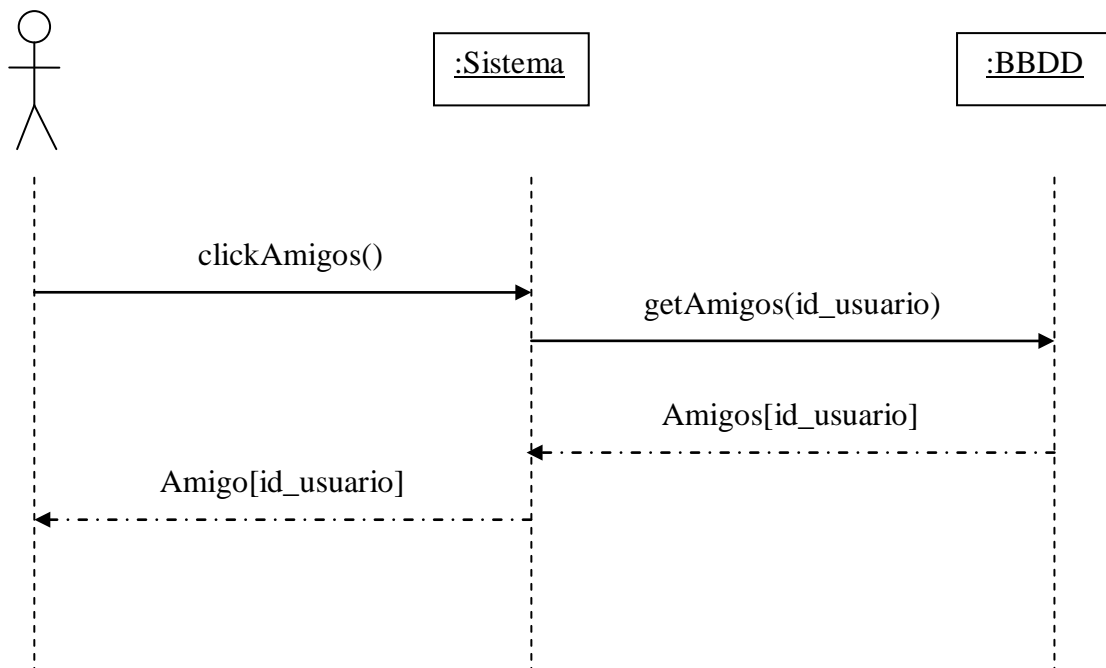 :Sistema
:BBDD
clickAmigos()
getAmigos(id_usuario)
Amigos[id_usuario]
Amigo[id_usuario]